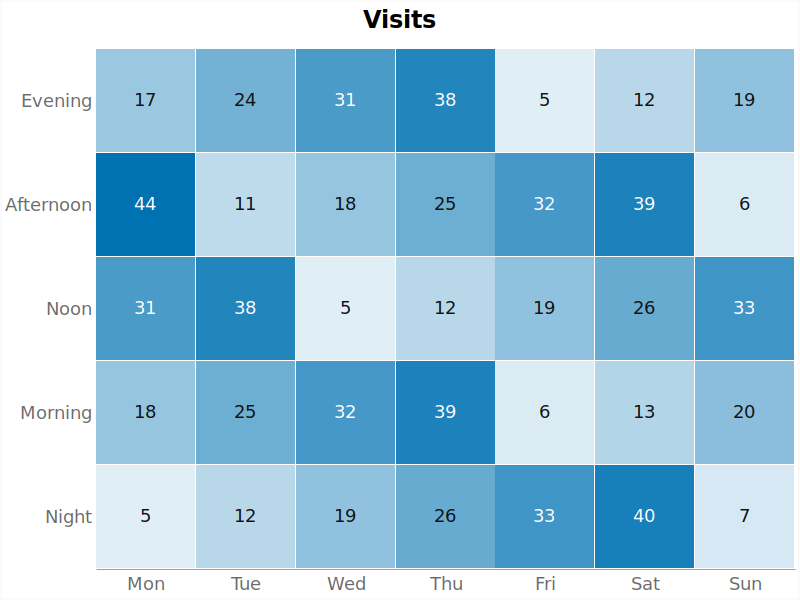 Visits
Evening 17 24 31 38 5 12 19
Afternoon 44 11 18 25 32 39 6
Noon 31 38 5 12 19 26 33
Morning 18 25 32 39 6 13 20
Night 5 12 19 26 33 40 7
Mon Tue Wed Thu Fri Sat Sun